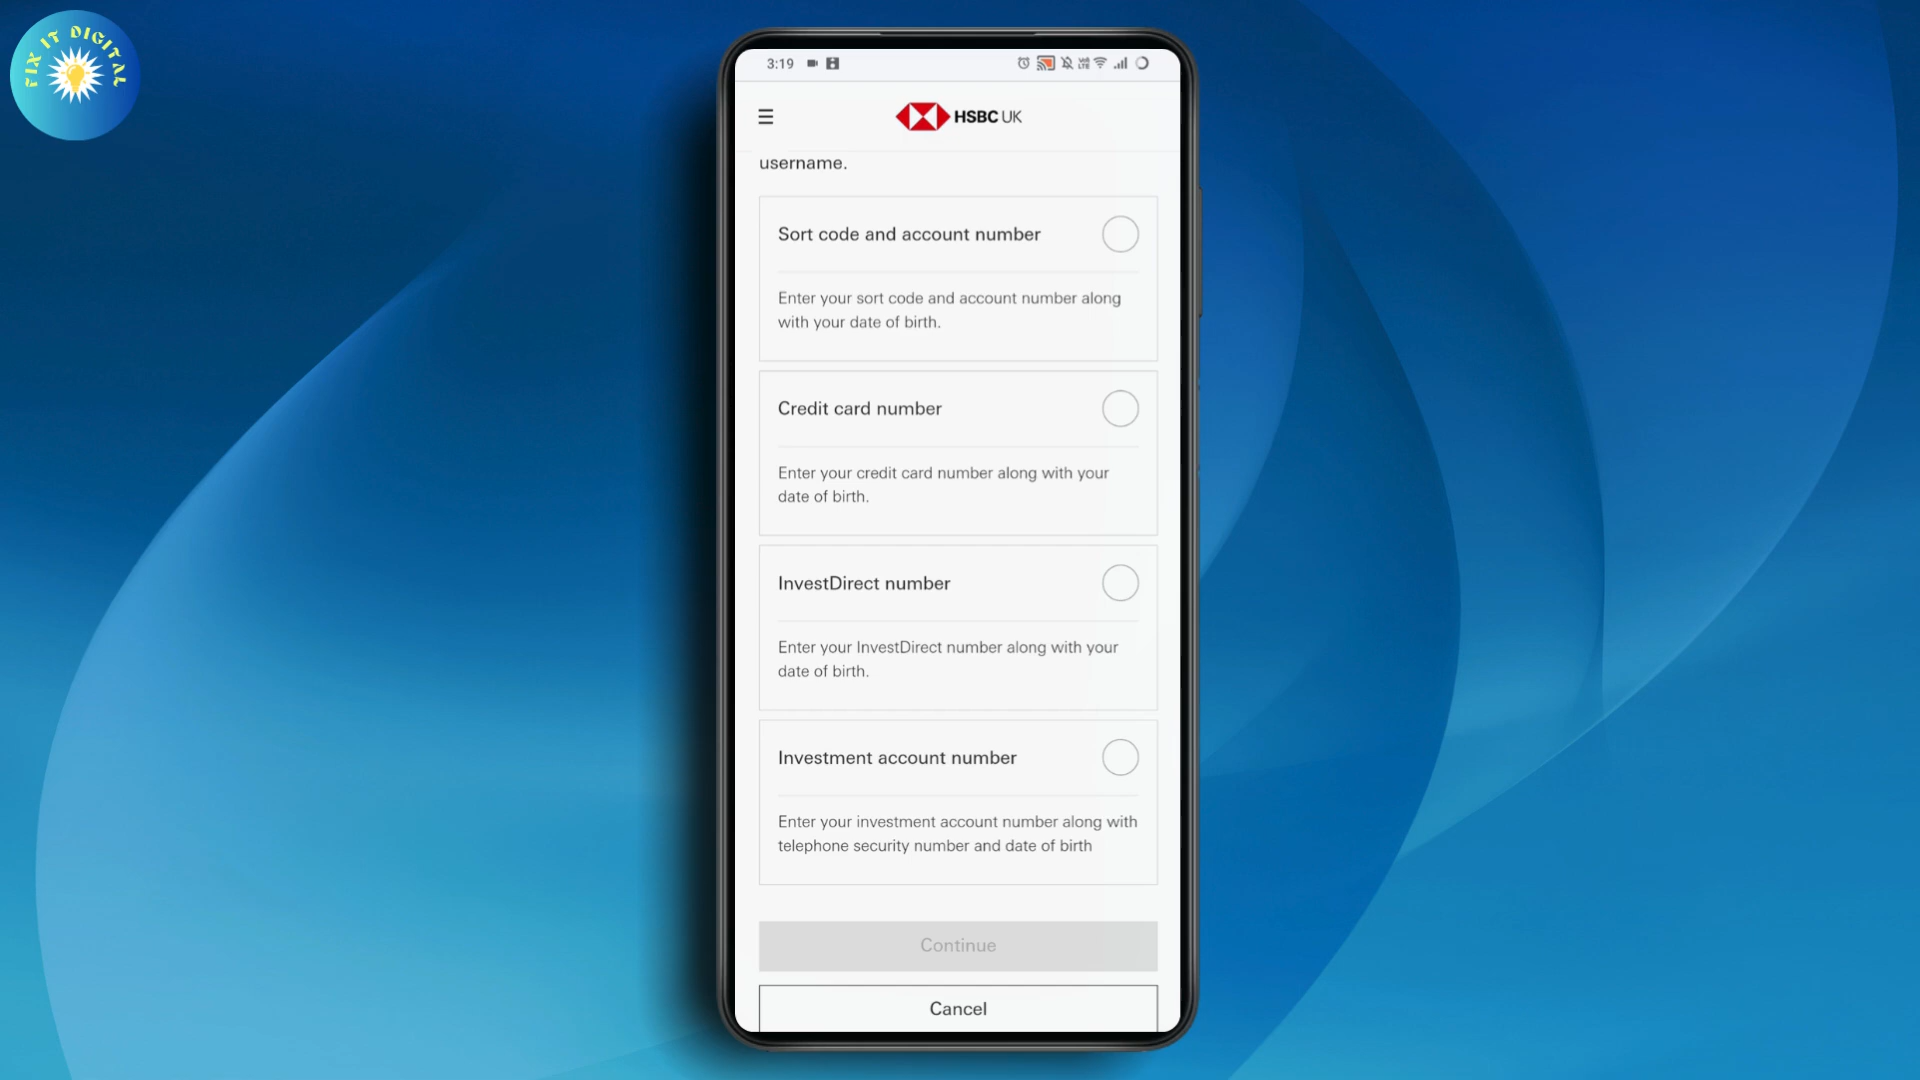 FIX IT DIGITAL
3:19
HSBC UK
username.
Sort code and account number
Enter your sort code and account number along
with your date of birth.
Credit card number
Enter your credit card number along with your
date of birth.
InvestDirect number
Enter your InvestDirect number along with your
date of birth.
Investment account number
Enter your investment account number along with
telephone security number and date of birth
Continue
Cancel